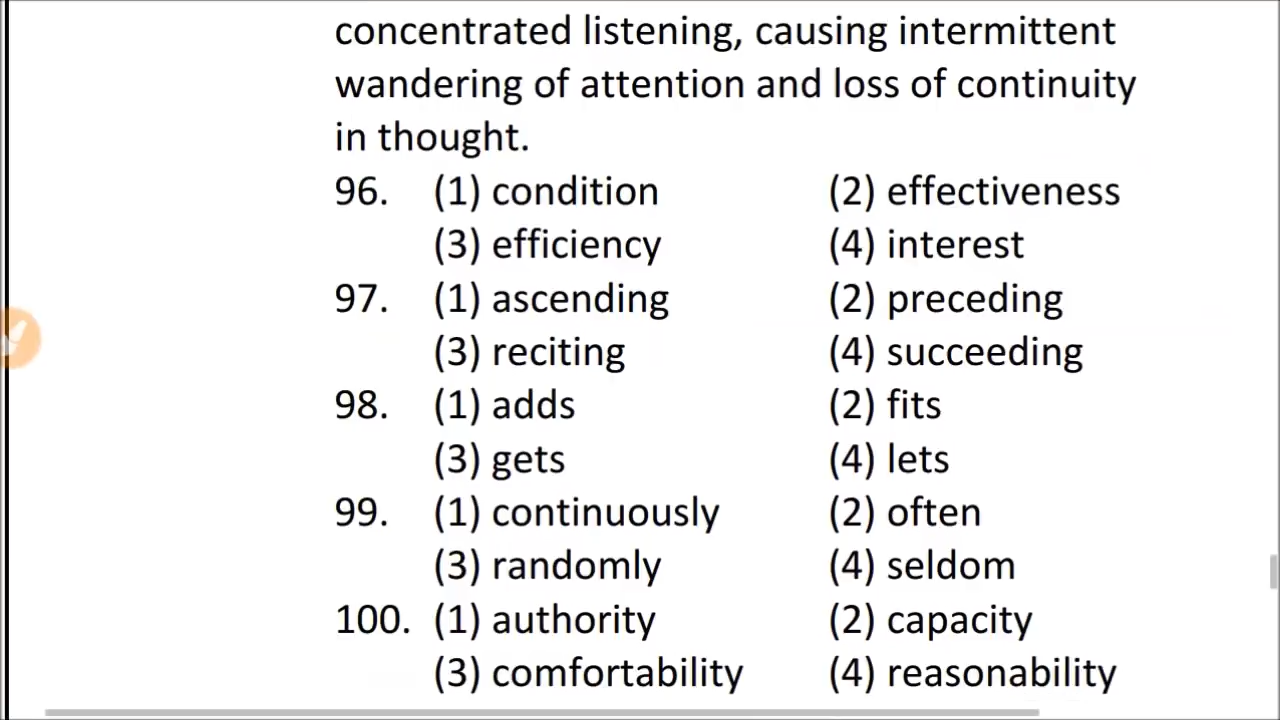 concentrated listening, causing intermittent
wandering of attention and loss of continuity
in thought.
96. (1) condition (2) effectiveness
(3) efficiency (4) interest
97. (1) ascending (2) preceding
(3) reciting (4) succeeding
98. (1) adds (2) fits
(3) gets (4) lets
99. (1) continuously (2) often
(3) randomly (4) seldom
100. (1) authority (2) capacity
(3) comfortability (4) reasonability